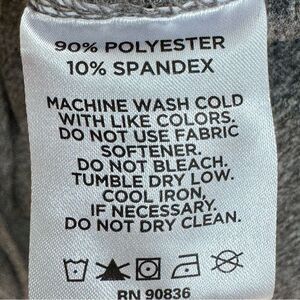 90% POLYESTER
10% SPANDEX
MACHINE WASH COLD
WITH LIKE COLORS.
DO NOT USE FABRIC
SOFTENER.
DO NOT BLEACH.
TUMBLE DRY LOW.
COOL IRON,
IF NECESSARY.
DO NOT DRY CLEAN.
RN 90836